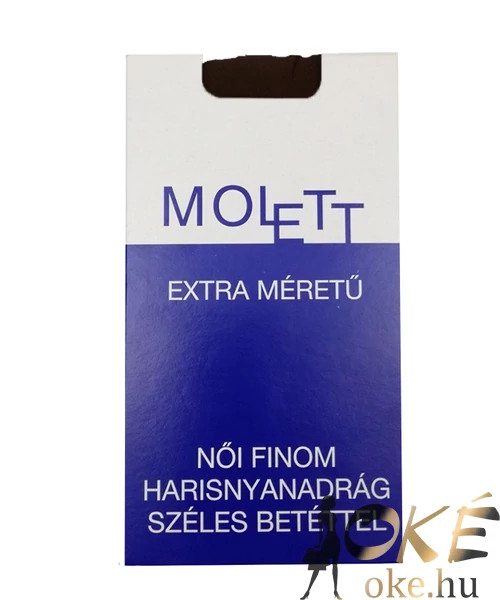 MOLETT
EXTRA MÉRETŰ
NŐI FINOM
HARISNYANADRÁG
SZÉLES BETÉTTEL
OKÉ
oke.hu